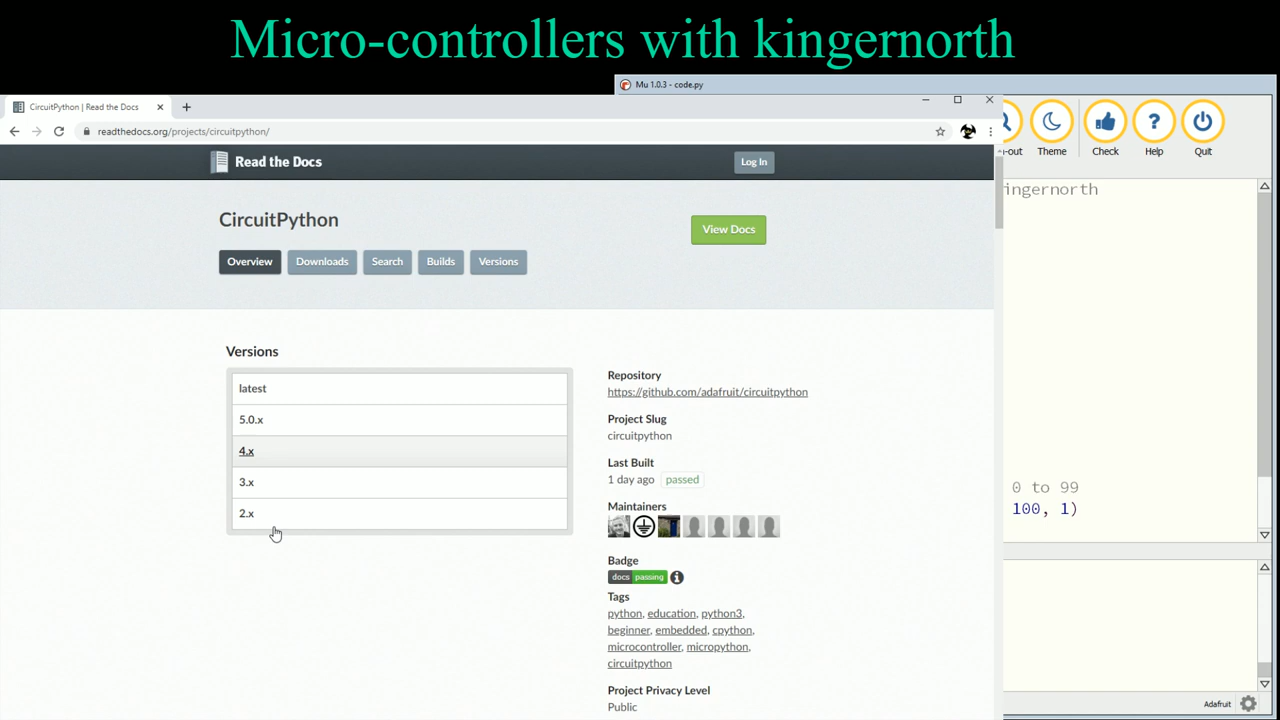 Micro-controllers with kingernorth
Mu 1.0.3 - code.py
CircuitPython | Read the Docs
readthedocs.org/projects/circuitpython/
-out
Theme
Check
Help
Quit
Read the Docs
Log In
ingernorth
CircuitPython
View Docs
Overview
Downloads
Search
Builds
Versions
Versions
latest
5.0.x
4.x
3.x
2.x
Repository
https://github.com/adafruit/circuitpython
Project Slug
circuitpython
Last Built
1 day ago passed
Maintainers
Badge
docs passing
Tags
python, education, python3,
beginner, embedded, cpython,
microcontroller, micropython,
circuitpython
Project Privacy Level
Public
0 to 99
100, 1)
Adafruit